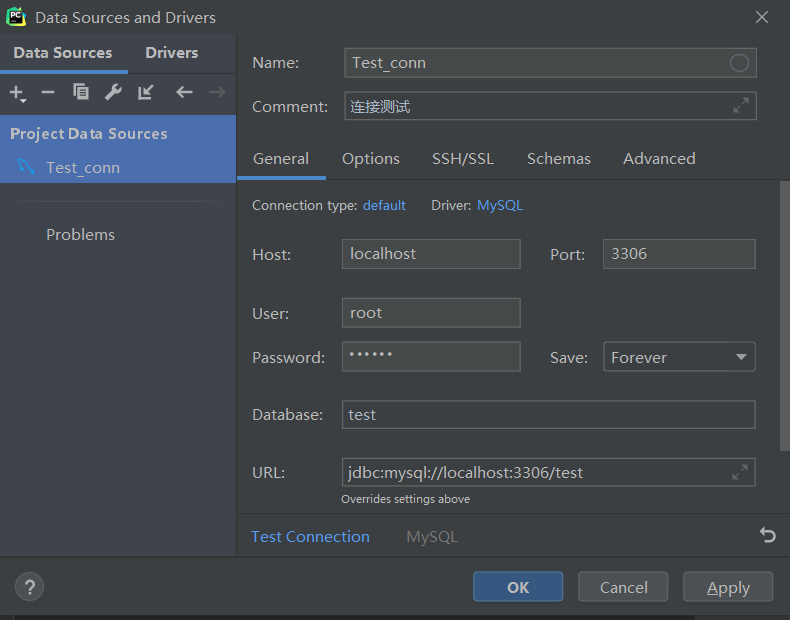 Data Sources and Drivers
Data Sources Drivers
Project Data Sources
Test_conn
Problems
Name: Test_conn
Comment: 连接测试
General Options SSH/SSL Schemas Advanced
Connection type: default Driver: MySQL
Host: localhost Port: 3306
User: root
Password: •••••• Save: Forever
Database: test
URL: jdbc:mysql://localhost:3306/test
Overrides settings above
Test Connection MySQL
? OK Cancel Apply